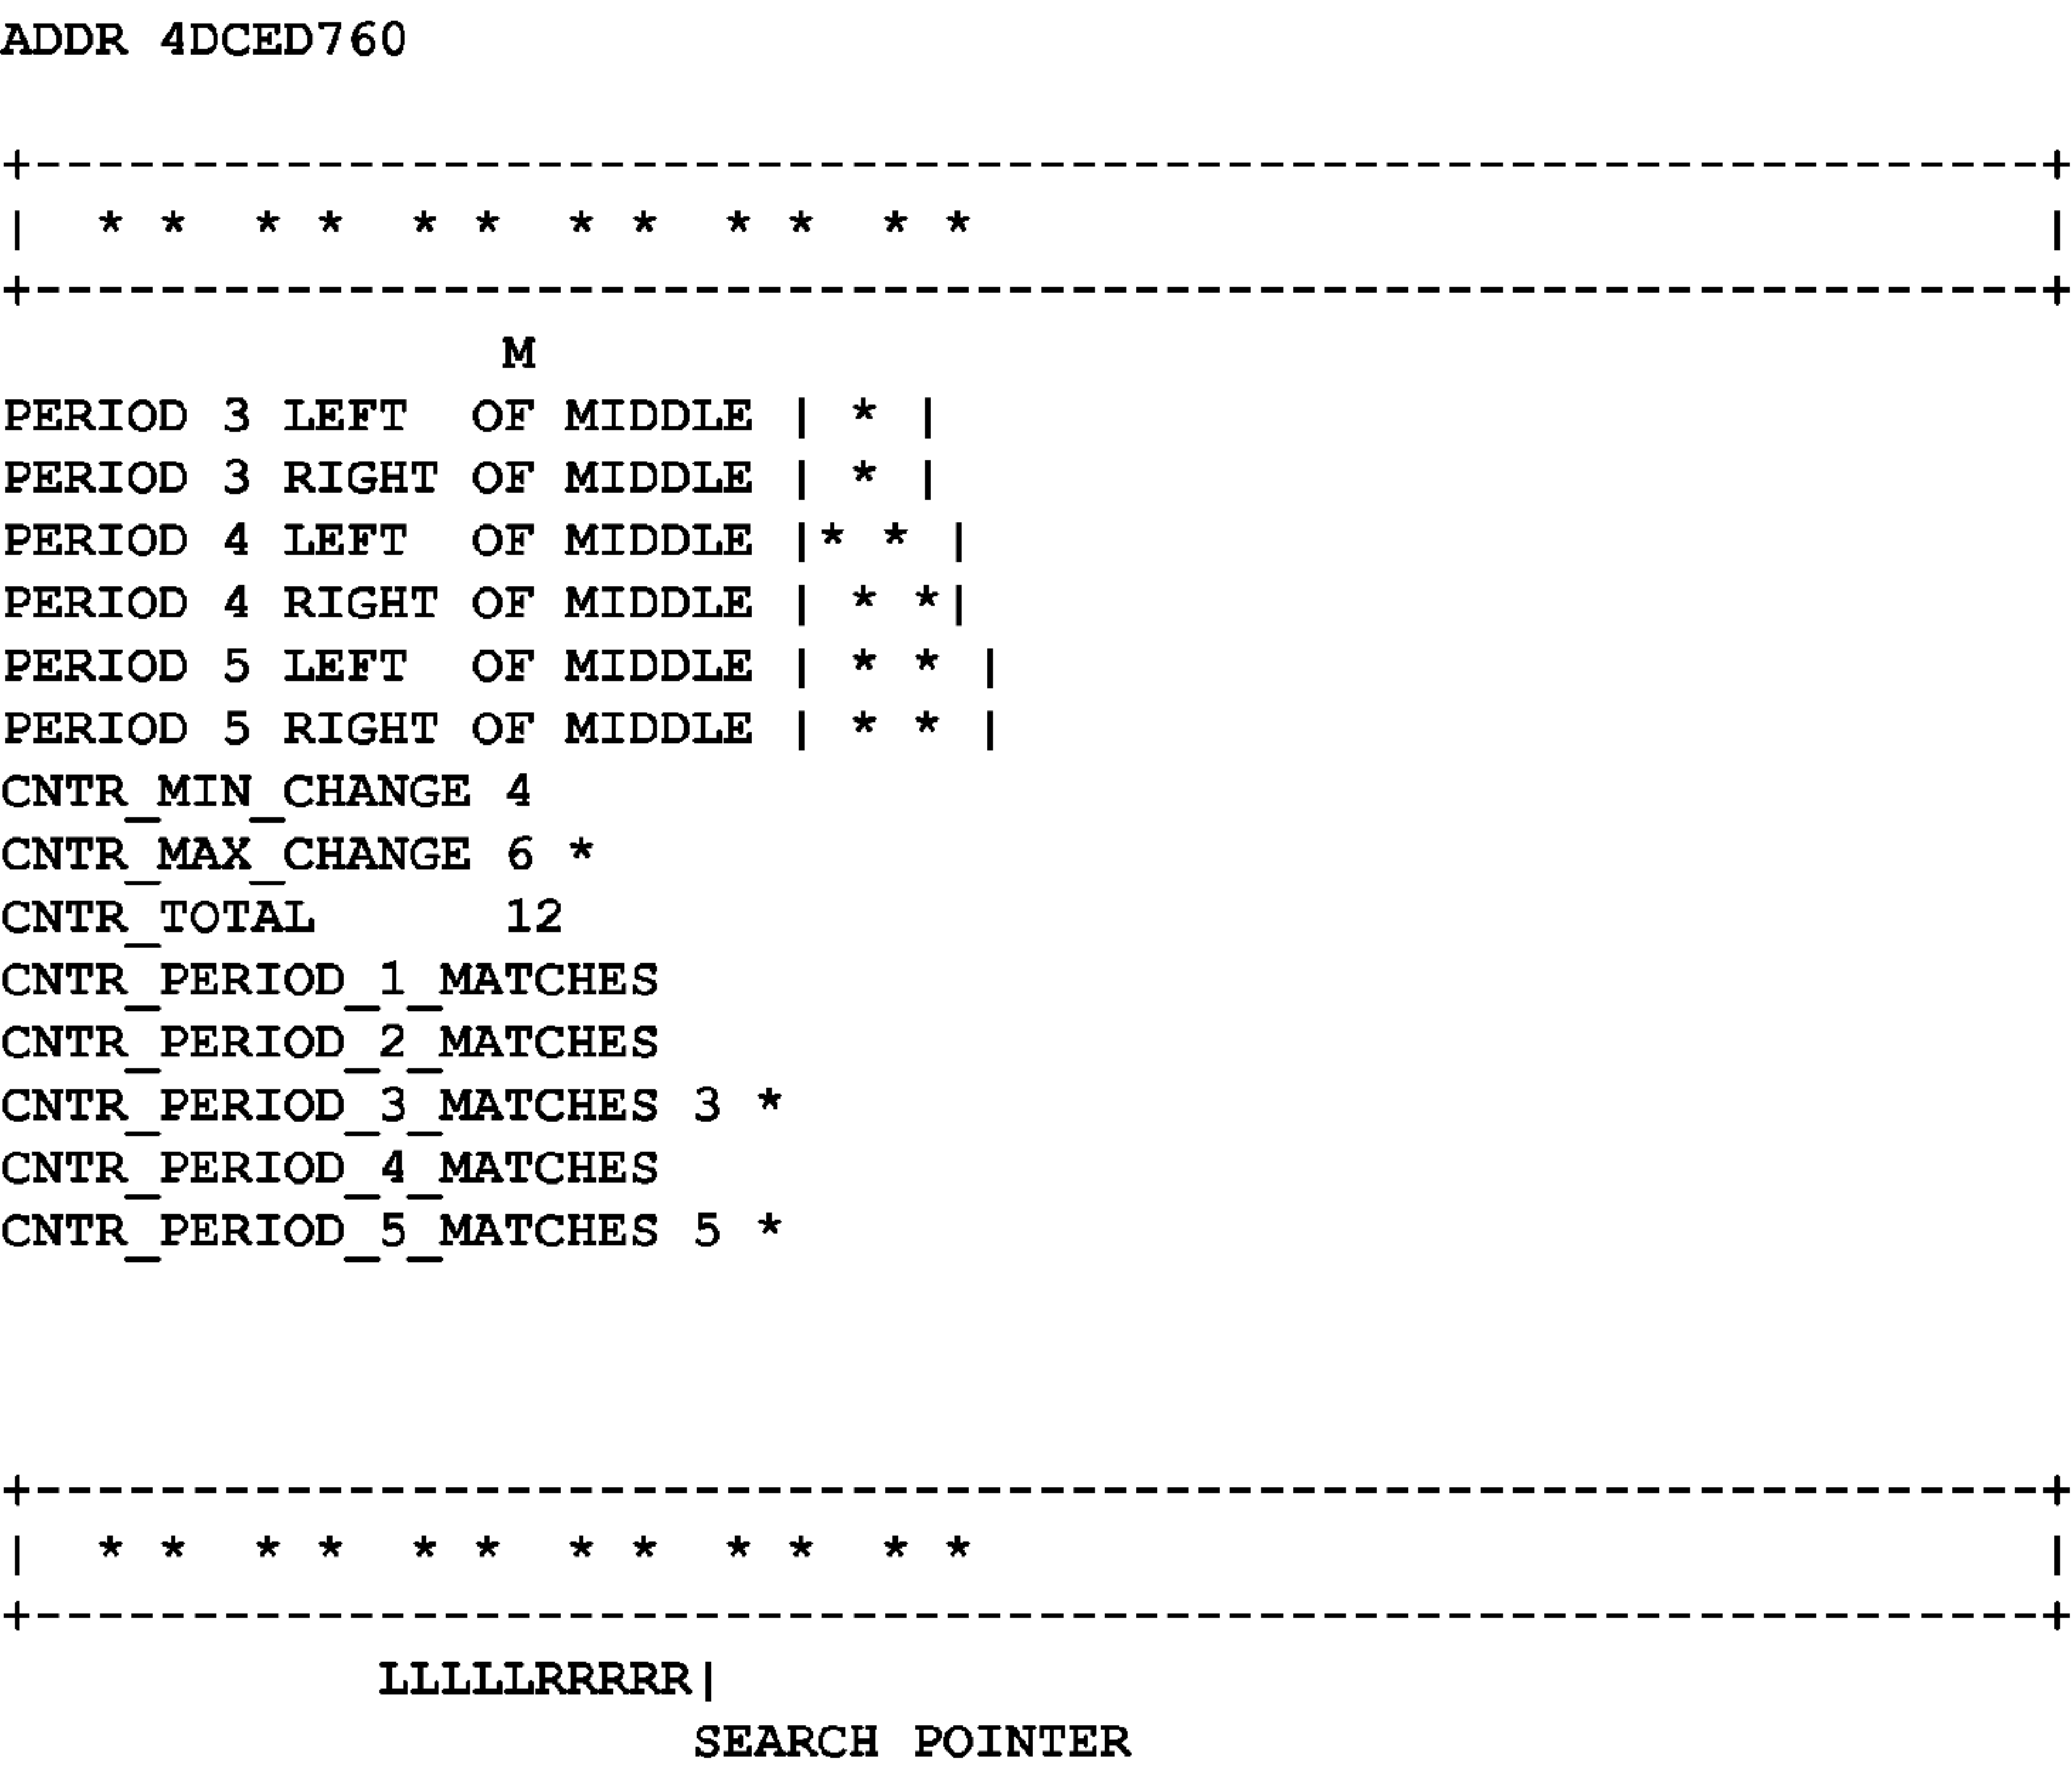 ADDR 4DCED760
+----------------------------------------------------------------+
|  * *  * *  * *  * *  * *  * *                                  |
+----------------------------------------------------------------+
                M
PERIOD 3 LEFT  OF MIDDLE | * |
PERIOD 3 RIGHT OF MIDDLE | * |
PERIOD 4 LEFT  OF MIDDLE |* * |
PERIOD 4 RIGHT OF MIDDLE | * *|
PERIOD 5 LEFT  OF MIDDLE | * * |
PERIOD 5 RIGHT OF MIDDLE | * * |
CNTR_MIN_CHANGE 4
CNTR_MAX_CHANGE 6 *
CNTR_TOTAL      12
CNTR_PERIOD_1_MATCHES
CNTR_PERIOD_2_MATCHES
CNTR_PERIOD_3_MATCHES 3 *
CNTR_PERIOD_4_MATCHES
CNTR_PERIOD_5_MATCHES 5 *
+----------------------------------------------------------------+
|  * *  * *  * *  * *  * *  * *                                  |
+----------------------------------------------------------------+
            LLLLLRRRRR|
                      SEARCH POINTER